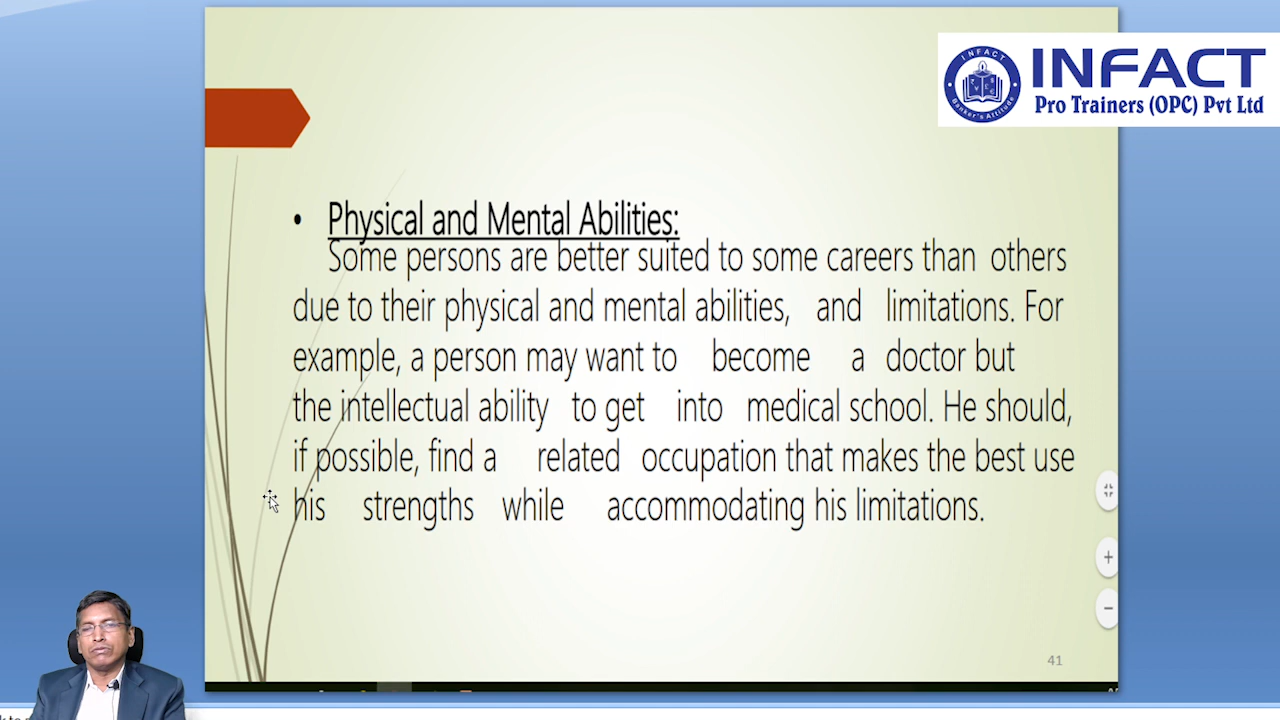 INFACT
Pro Trainers (OPC) Pvt Ltd
INFACT
Banker's Attitude
• Physical and Mental Abilities:
Some persons are better suited to some careers than others
due to their physical and mental abilities, and limitations. For
example, a person may want to become a doctor but
the intellectual ability to get into medical school. He should,
if possible, find a related occupation that makes the best use
his strengths while accommodating his limitations.
41